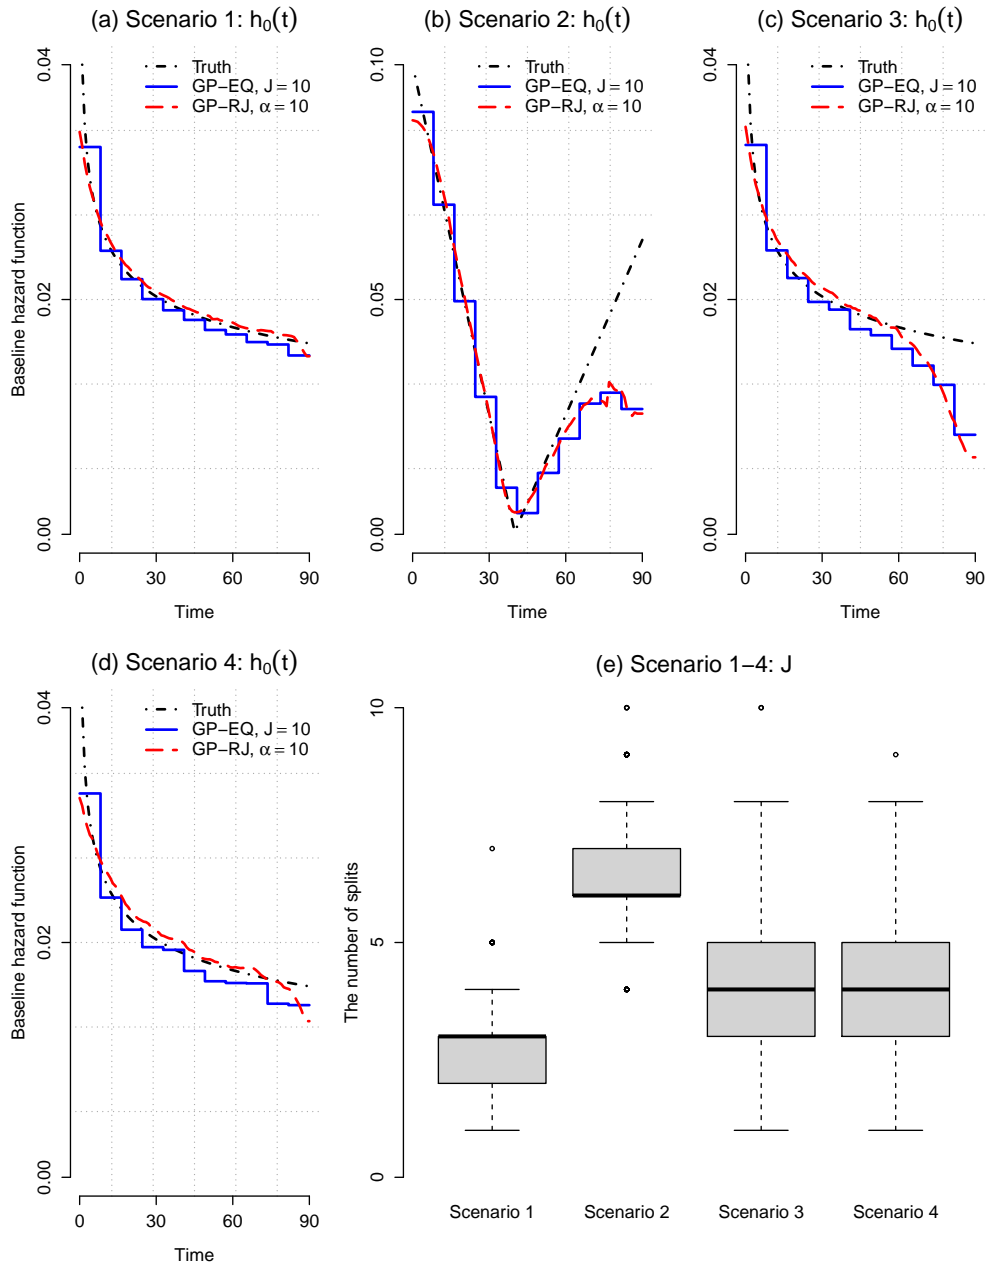 (a) Scenario 1: h₀(t)
(b) Scenario 2: h₀(t)
(c) Scenario 3: h₀(t)
Baseline hazard function
0.04
0.02
0.00
Truth
GP−EQ, J = 10
GP−RJ, α = 10
0 30 60 90
Time
0.10
0.05
0.00
Truth
GP−EQ, J = 10
GP−RJ, α = 10
0 30 60 90
Time
0.04
0.02
0.00
Truth
GP−EQ, J = 10
GP−RJ, α = 10
0 30 60 90
Time
(d) Scenario 4: h₀(t)
Baseline hazard function
0.04
0.02
0.00
Truth
GP−EQ, J = 10
GP−RJ, α = 10
0 30 60 90
Time
(e) Scenario 1−4: J
The number of splits
10
5
0
Scenario 1 Scenario 2 Scenario 3 Scenario 4